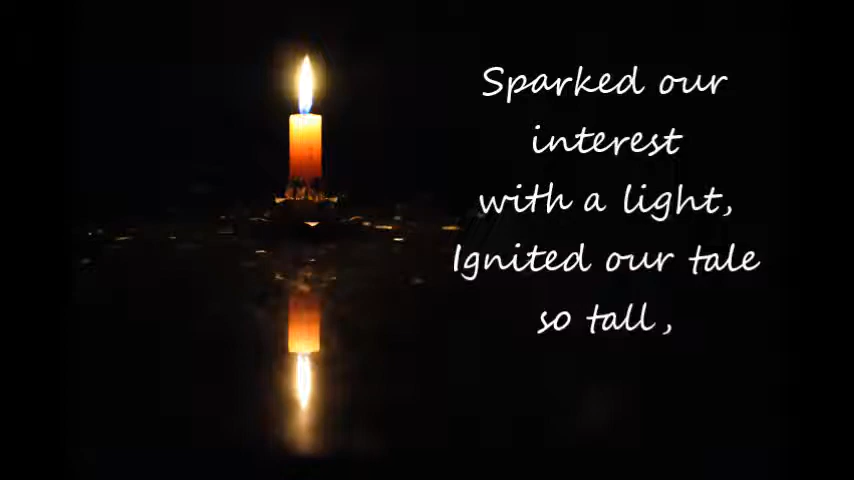 Sparked our
interest
with a light,
Ignited our tale
so tall,